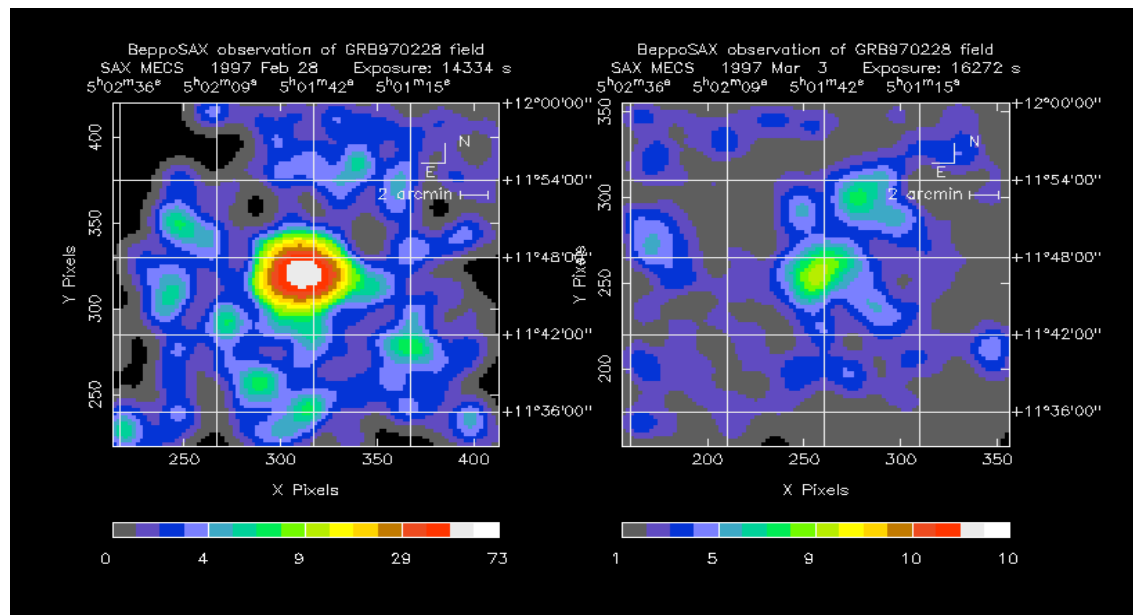 BeppoSAX observation of GRB970228 field
SAX MECS 1997 Feb 28 Exposure: 14334 s
5h02m36s 5h02m09s 5h01m42s 5h01m15s
+12°00'00"
+11°54'00"
+11°48'00"
+11°42'00"
+11°36'00"
N
E
2 arcmin
400
350
300
250
Y Pixels
250 300 350 400
X Pixels
0 4 9 29 73
BeppoSAX observation of GRB970228 field
SAX MECS 1997 Mar 3 Exposure: 16272 s
5h02m36s 5h02m09s 5h01m42s 5h01m15s
+12°00'00"
+11°54'00"
+11°48'00"
+11°42'00"
+11°36'00"
N
E
2 arcmin
350
300
250
200
Y Pixels
200 250 300 350
X Pixels
1 5 9 10 10